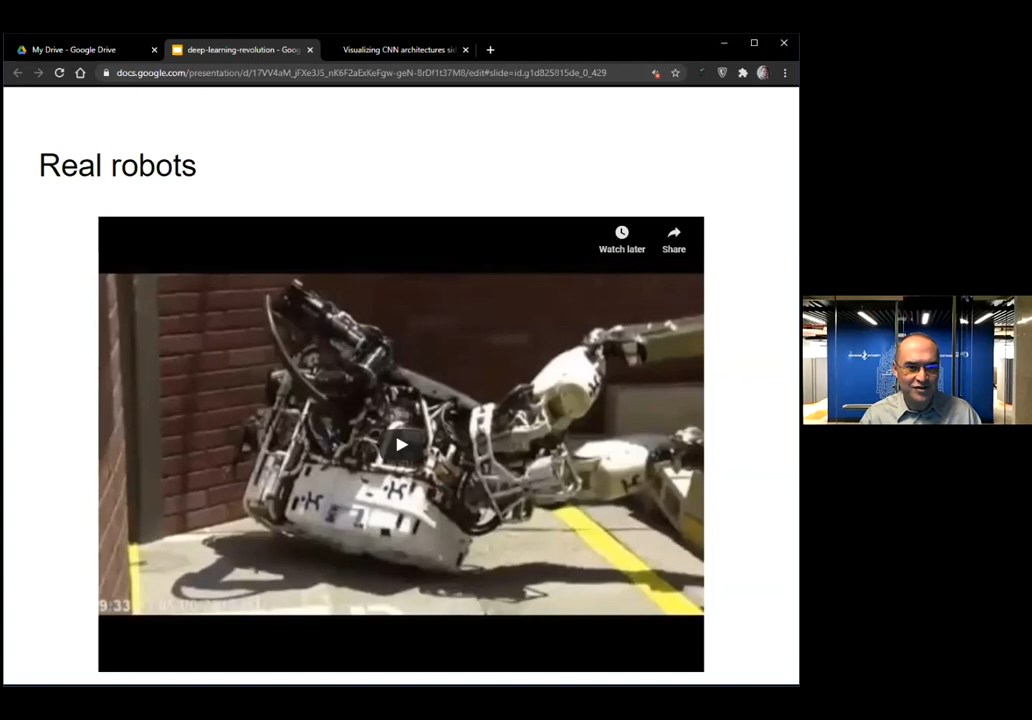 My Drive - Google Drive
deep-learning-revolution - Goog
Visualizing CNN architectures sid
docs.google.com/presentation/d/17VV4aM_jFXe3J5_nK6F2aExKeFgw-geN-8rDf1t37M8/edit#slide=id.g1d825815de_0_429
Real robots
Watch later
Share
9:33